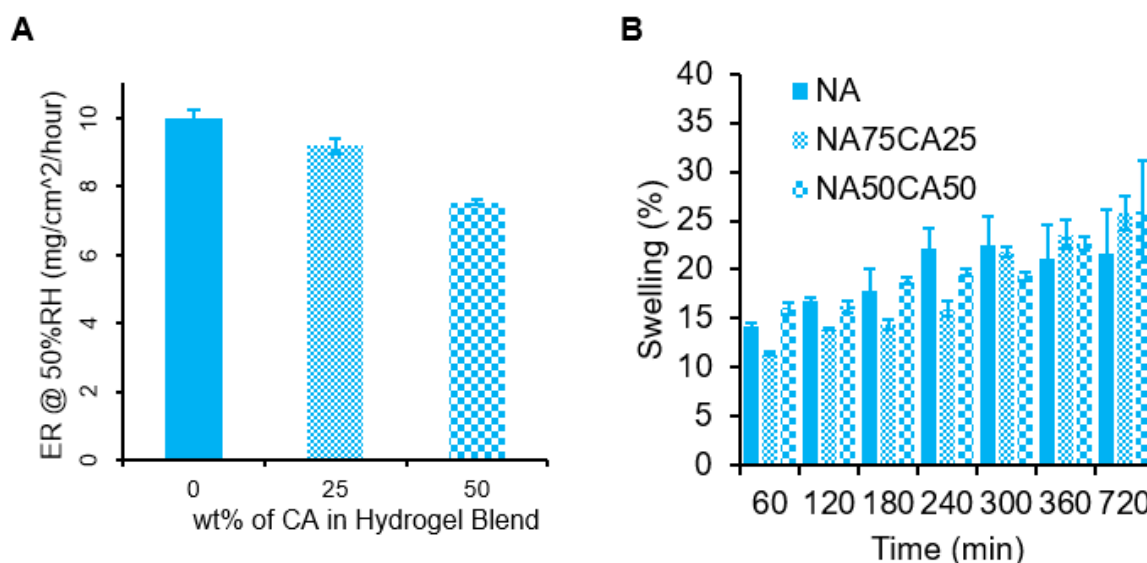 A
ER @ 50%RH (mg/cm^2/hour)
10
8
6
4
2
0
0 25 50
wt% of CA in Hydrogel Blend
B
Swelling (%)
40
35
30
25
20
15
10
5
0
NA
NA75CA25
NA50CA50
60 120 180 240 300 360 720
Time (min)